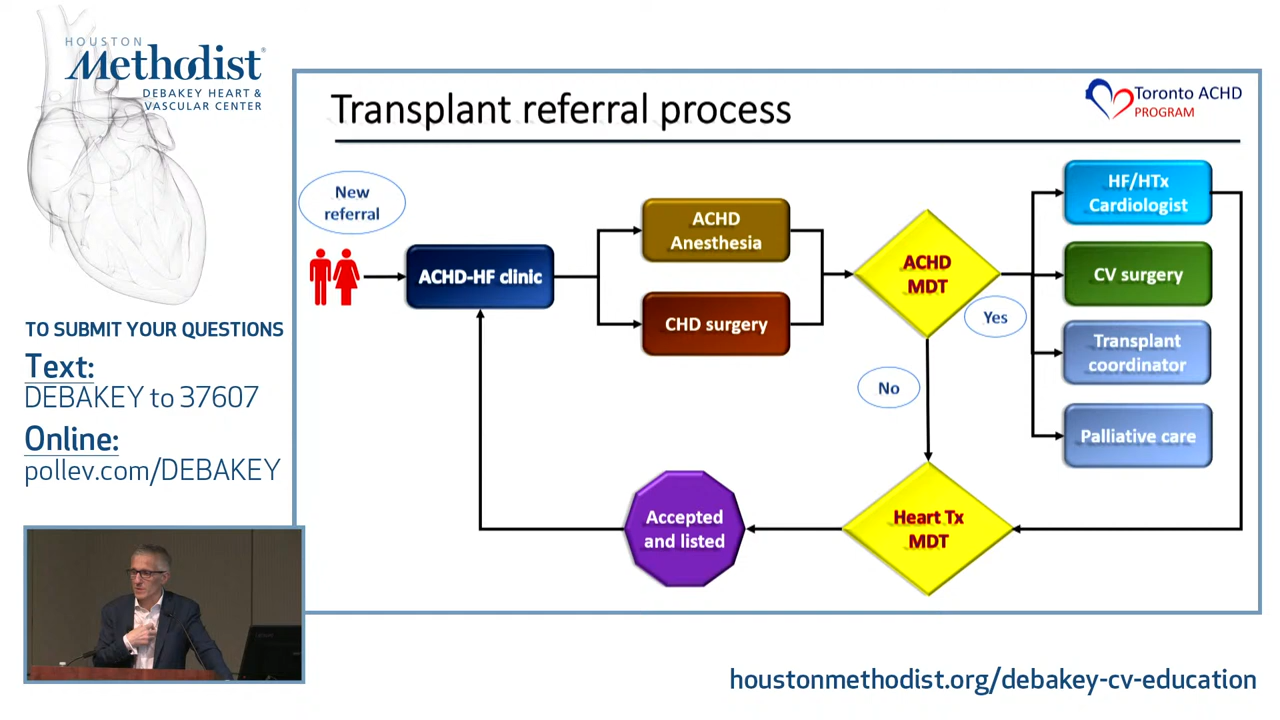 HOUSTON
Methodist®
DEBAKEY HEART &
VASCULAR CENTER
TO SUBMIT YOUR QUESTIONS
Text:
DEBAKEY to 37607
Online:
pollev.com/DEBAKEY
Transplant referral process
Toronto ACHD
PROGRAM
New
referral
ACHD-HF clinic
ACHD
Anesthesia
CHD surgery
ACHD
MDT
Yes
No
HF/HTx
Cardiologist
CV surgery
Transplant
coordinator
Palliative care
Heart Tx
MDT
Accepted
and listed
houstonmethodist.org/debakey-cv-education